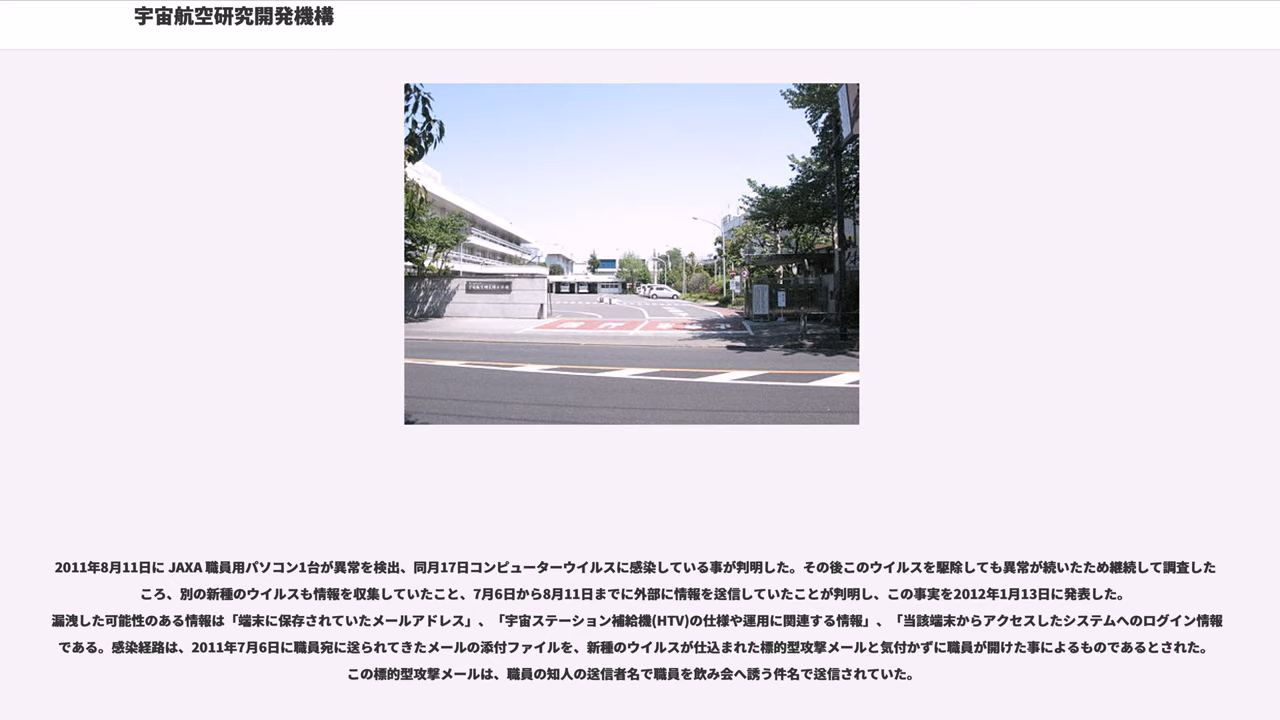 宇宙航空研究開発機構
2011年8月11日に JAXA 職員用パソコン1台が異常を検出、同月17日コンピューターウイルスに感染している事が判明した。その後このウイルスを駆除しても異常が続いたため継続して調査した
ころ、別の新種のウイルスも情報を収集していたこと、7月6日から8月11日までに外部に情報を送信していたことが判明し、この事実を2012年1月13日に発表した。
漏洩した可能性のある情報は「端末に保存されていたメールアドレス」、「宇宙ステーション補給機(HTV)の仕様や運用に関連する情報」、「当該端末からアクセスしたシステムへのログイン情報
である。感染経路は、2011年7月6日に職員宛に送られてきたメールの添付ファイルを、新種のウイルスが仕込まれた標的型攻撃メールと気付かずに職員が開けた事によるものであるとされた。
この標的型攻撃メールは、職員の知人の送信者名で職員を飲み会へ誘う件名で送信されていた。